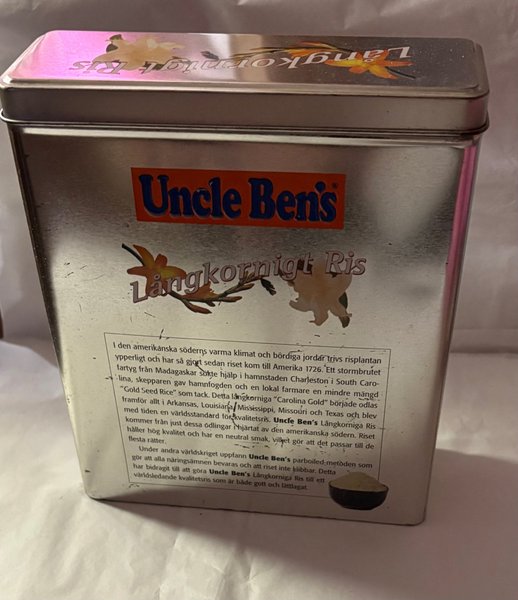 Långkornigt Ris
Uncle Ben's®
Långkornigt Ris
I den amerikanska söderns varma klimat och bördiga jordar trivs risplantan
ypperligt och har så gjort sedan riset kom till Amerika 1726. Ett stormbrutet
fartyg från Madagaskar sökte hjälp i hamnstaden Charleston i South Caro-
lina, skepparen gav hamnfogden och en lokal farmare en mindre mängd
"Gold Seed Rice" som tack. Detta långkorniga "Carolina Gold" började odlas
framför allt i Arkansas, Louisiana, Mississippi, Missouri och Texas och blev
med tiden en världsstandard för kvalitetsris. Uncle Ben's Långkorniga Ris
kommer från just dessa odlingar i hjärtat av den amerikanska södern. Riset
håller hög kvalitet och har en neutral smak, vilket gör att det passar till de
flesta rätter.
Under andra världskriget uppfann Uncle Ben's parboiled-metoden som
gör att alla näringsämnen bevaras och att riset inte klibbar. Detta
har bidragit till att göra Uncle Ben's Långkorniga Ris till ett
världsledande kvalitetsris som är både gott och lättlagat.